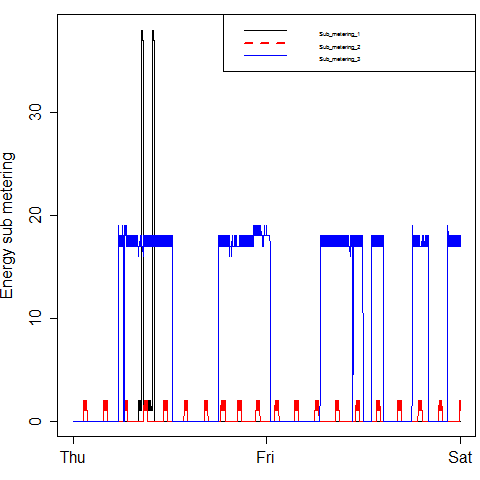 Sub_metering_1
Sub_metering_2
Sub_metering_3
Energy sub metering
30
20
10
0
Thu Fri Sat